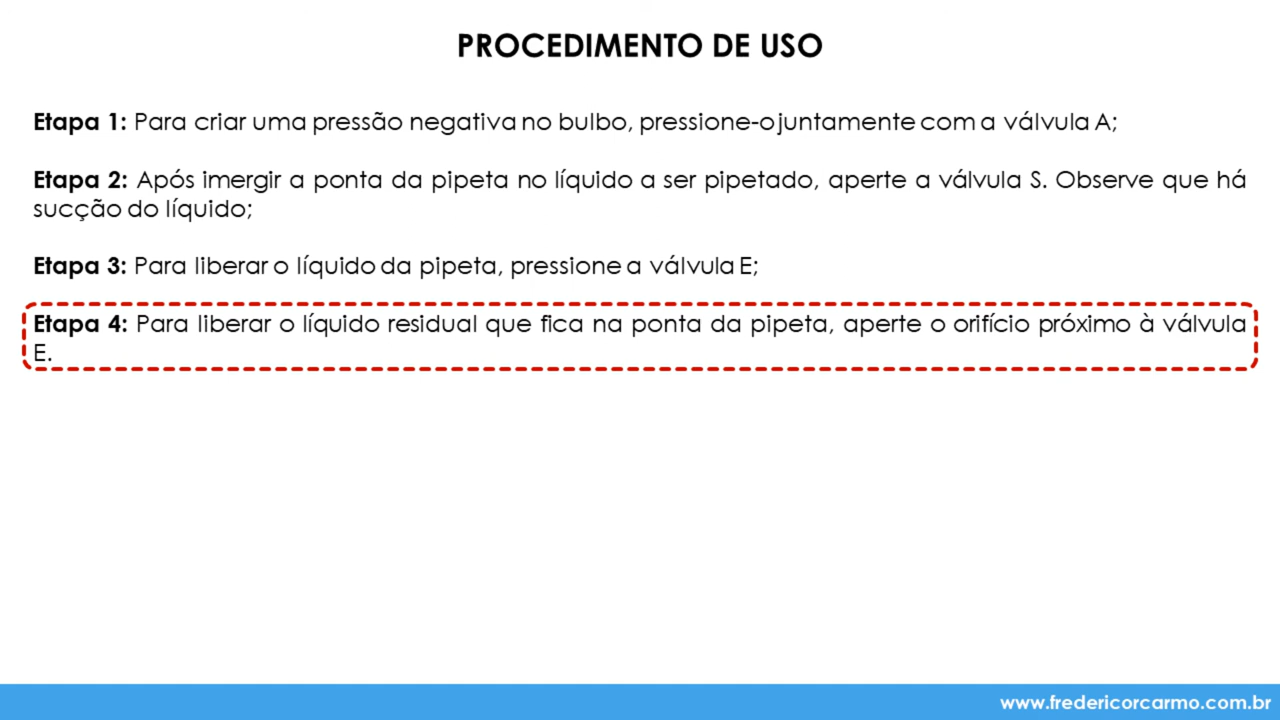 PROCEDIMENTO DE USO
Etapa 1: Para criar uma pressão negativa no bulbo, pressione-o juntamente com a válvula A;
Etapa 2: Após imergir a ponta da pipeta no líquido a ser pipetado, aperte a válvula S. Observe que há
sucção do líquido;
Etapa 3: Para liberar o líquido da pipeta, pressione a válvula E;
Etapa 4: Para liberar o líquido residual que fica na ponta da pipeta, aperte o orifício próximo à válvula
E.
www.fredericorcarmo.com.br